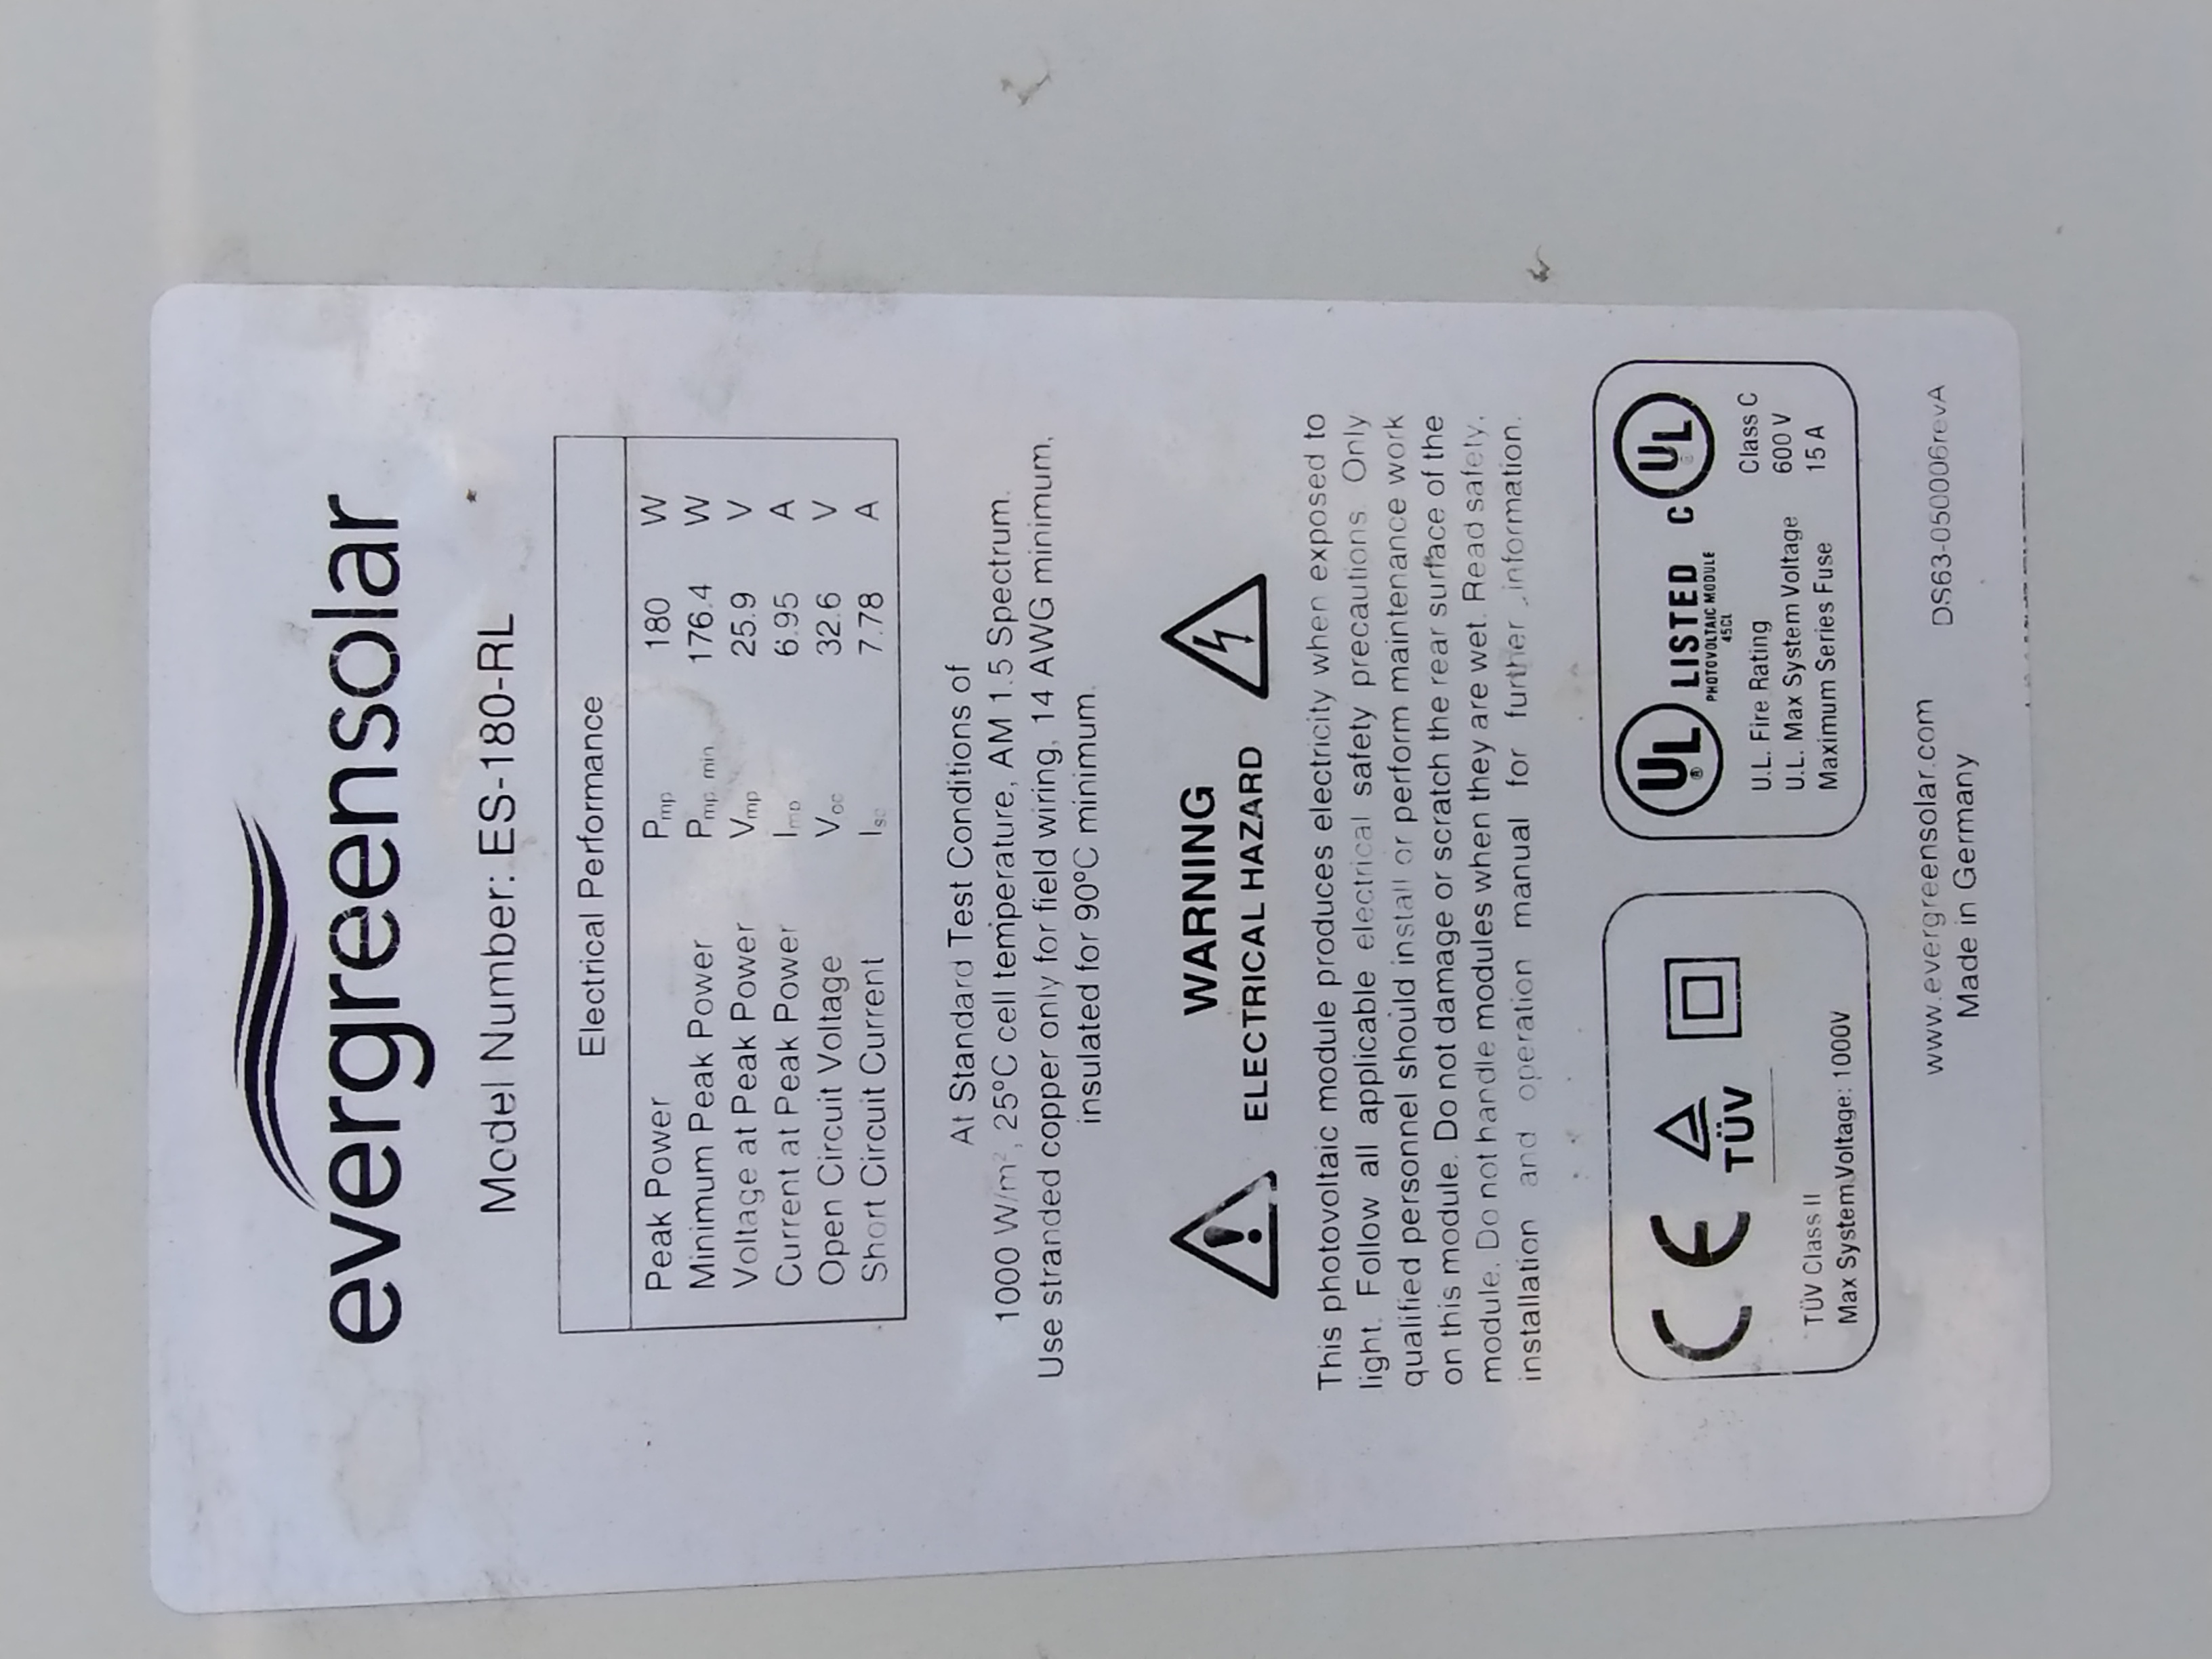 evergreensolar
Model Number: ES-180-RL
Electrical Performance
Peak Power Pmp 180 W
Minimum Peak Power Pmp, min 176.4 W
Voltage at Peak Power Vmp 25.9 V
Current at Peak Power Imp 6.95 A
Open Circuit Voltage Voc 32.6 V
Short Circuit Current Isc 7.78 A
At Standard Test Conditions of
1000 W/m², 25ºC cell temperature, AM 1.5 Spectrum.
Use stranded copper only for field wiring, 14 AWG minimum,
insulated for 90ºC minimum.
WARNING
ELECTRICAL HAZARD
This photovoltaic module produces electricity when exposed to
light. Follow all applicable electrical safety precautions. Only
qualified personnel should install or perform maintenance work
on this module. Do not damage or scratch the rear surface of the
module. Do not handle modules when they are wet. Read safety,
installation and operation manual for further information.
CE TÜV
TÜV Class II
Max System Voltage: 1000V
UL® LISTED C UL
PHOTOVOLTAIC MODULE
45CL
U.L. Fire Rating Class C
U.L. Max System Voltage 600 V
Maximum Series Fuse 15 A
www.evergreensolar.com DS63-050006revA
Made in Germany